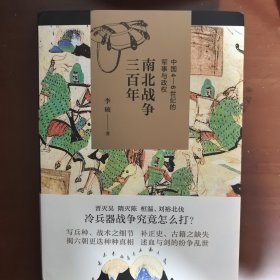 中国4—6世纪的
军事与政权
南北战争
三百年
李硕 著
晋灭吴 隋灭陈 桓温、刘裕北伐
冷兵器战争究竟怎么打?
写兵种、战术之细节 补正史、古籍之缺失
揭六朝更迭种种真相 述血与剑的纷争乱世